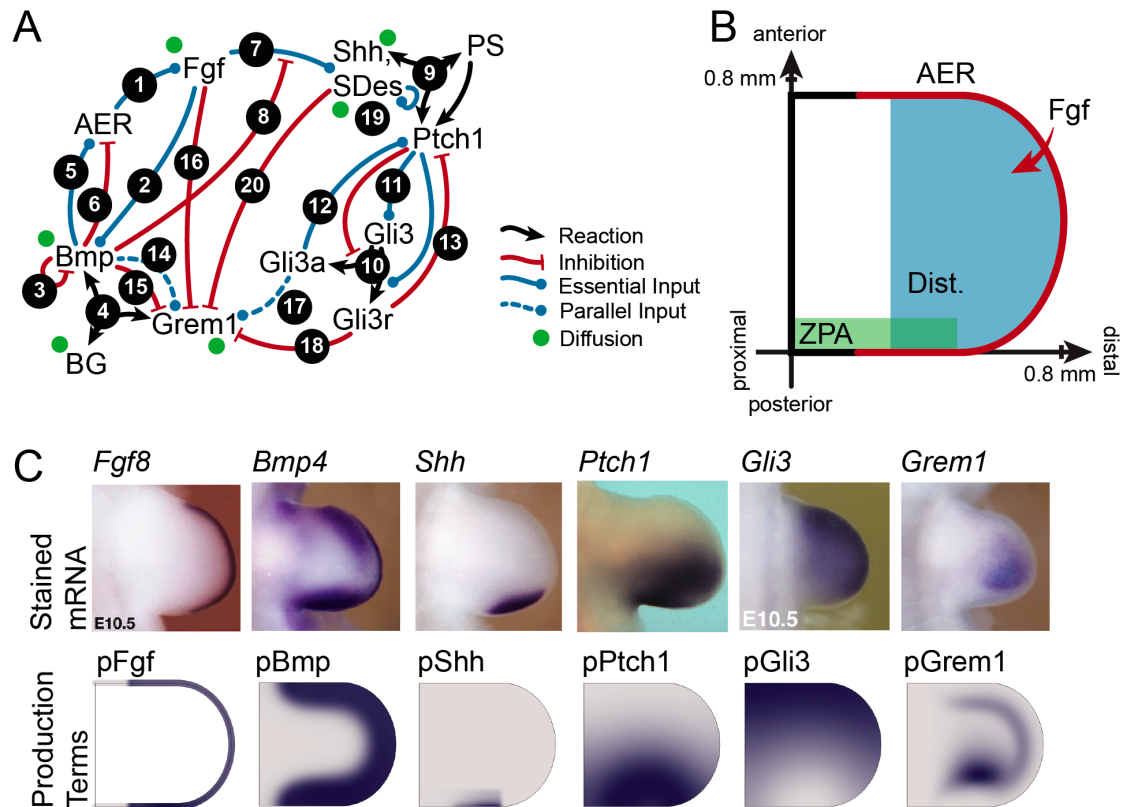 A
Fgf
7
Shh,
PS
9
SDes
1
19
8
AER
Ptch1
16
5
20
2
12
11
6
Gli3
13
Bmp
14
Gli3a
10
3
15
17
4
Grem1
Gli3r
18
BG
Reaction
Inhibition
Essential Input
Parallel Input
Diffusion
B
anterior
0.8 mm
AER
Fgf
Dist.
ZPA
proximal
distal
0.8 mm
posterior
C
Fgf8
Bmp4
Shh
Ptch1
Gli3
Grem1
Stained
mRNA
E10.5
E10.5
pFgf
pBmp
pShh
pPtch1
pGli3
pGrem1
Production
Terms